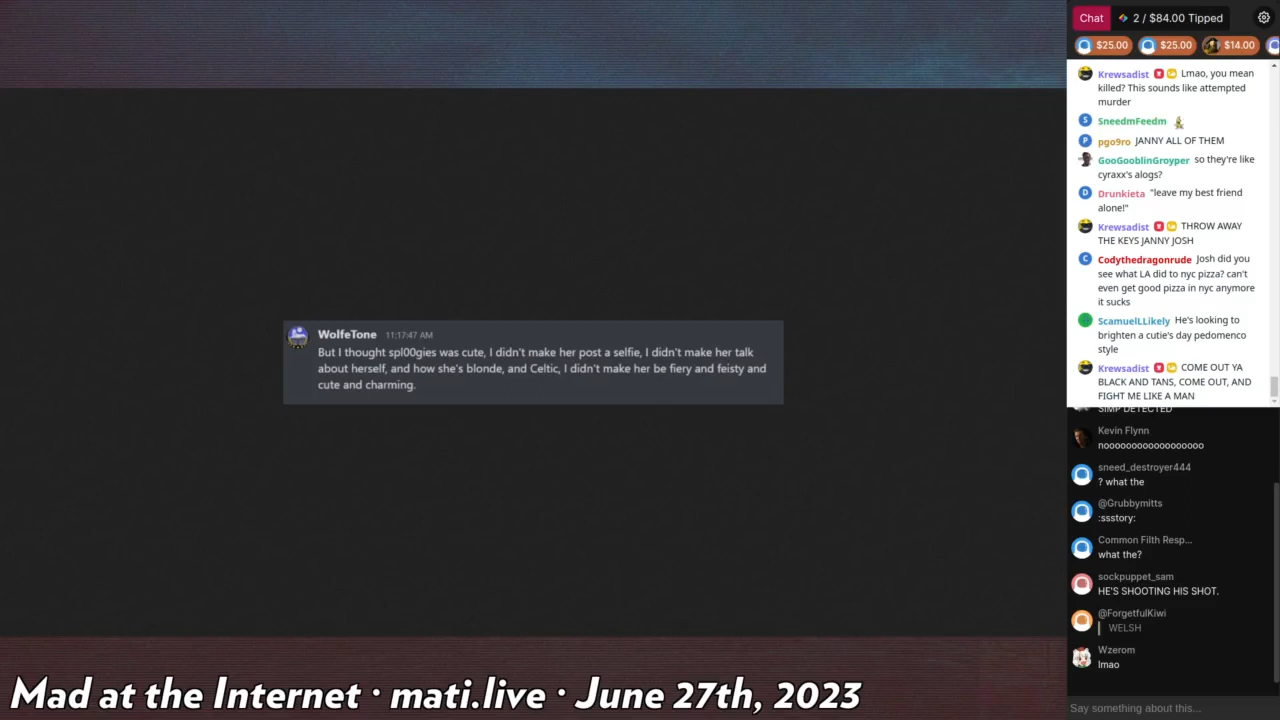 Chat
2 / $84.00 Tipped
$25.00
$25.00
$14.00
Krewsadist Lmao, you mean
killed? This sounds like attempted
murder
SneedmFeedm
pgo9ro JANNY ALL OF THEM
GooGooblinGroyper so they're like
cyraxx's alogs?
Drunkieta "leave my best friend
alone!"
Krewsadist THROW AWAY
THE KEYS JANNY JOSH
Codythedragonrude Josh did you
see what LA did to nyc pizza? can't
even get good pizza in nyc anymore
it sucks
ScamuelLLikely He's looking to
brighten a cutie's day pedomenco
style
Krewsadist COME OUT YA
BLACK AND TANS, COME OUT, AND
FIGHT ME LIKE A MAN
SIMP DETECTED
Kevin Flynn
noooooooooooooooooo
sneed_destroyer444
? what the
@Grubbymitts
:ssstory:
Common Filth Resp...
what the?
sockpuppet_sam
HE'S SHOOTING HIS SHOT.
@ForgetfulKiwi
WELSH
Wzerom
lmao
Say something about this...
WolfeTone 11:17:47 AM
But I thought spl00gies was cute, I didn't make her post a selfie, I didn't make her talk
about herself, and how she's blonde, and Celtic, I didn't make her be fiery and feisty and
cute and charming.
Mad at the Internet · mati.live · June 27th, 2023